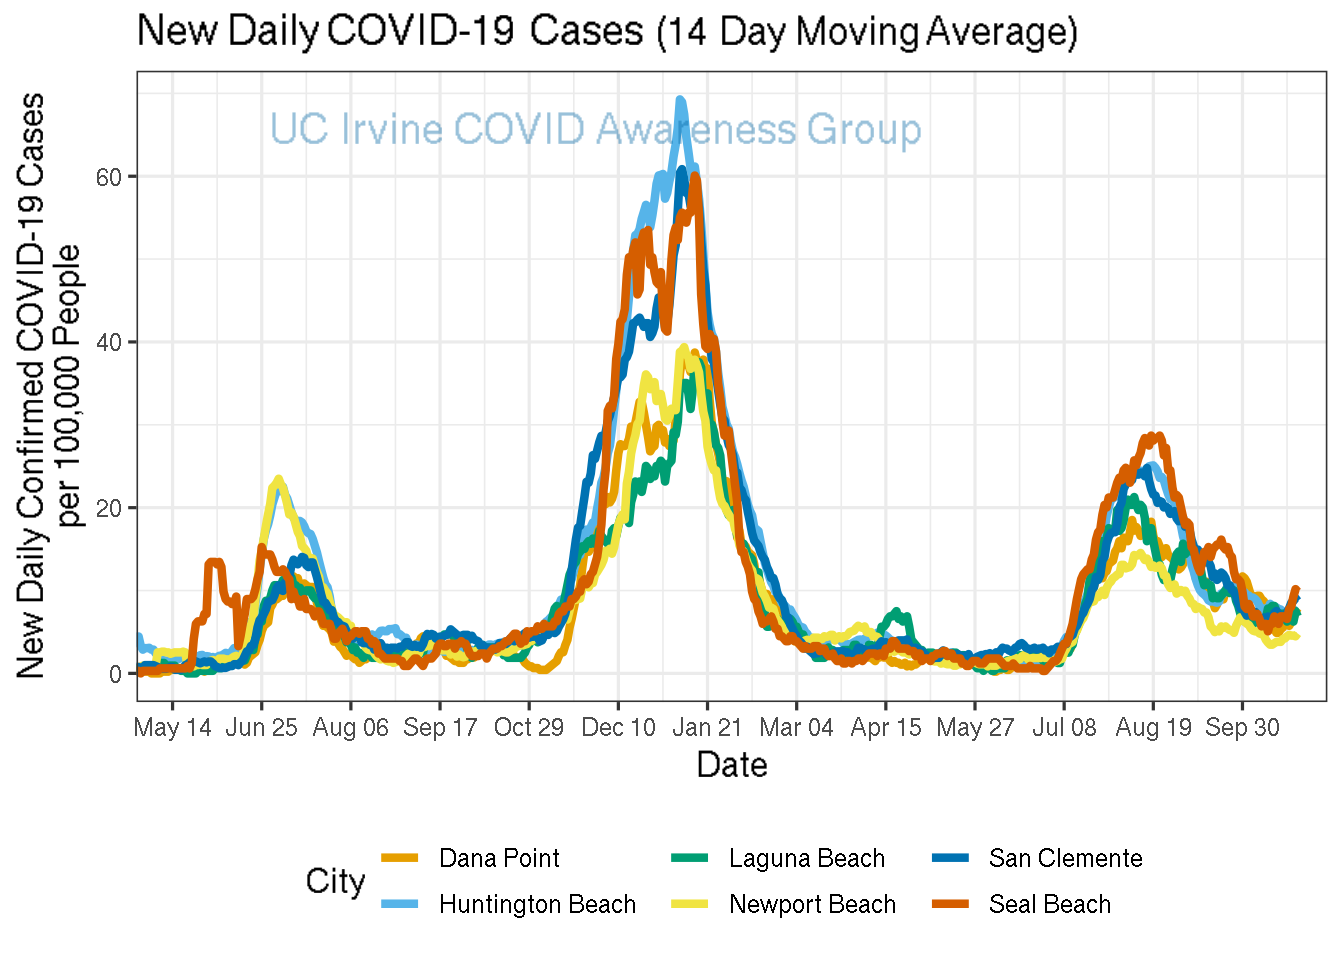 New Daily COVID-19 Cases (14 Day Moving Average)
UC Irvine COVID Awareness Group
New Daily Confirmed COVID-19 Cases
per 100,000 People
60
40
20
0
May 14 Jun 25 Aug 06 Sep 17 Oct 29 Dec 10 Jan 21 Mar 04 Apr 15 May 27 Jul 08 Aug 19 Sep 30
Date
City
Dana Point Laguna Beach San Clemente
Huntington Beach Newport Beach Seal Beach